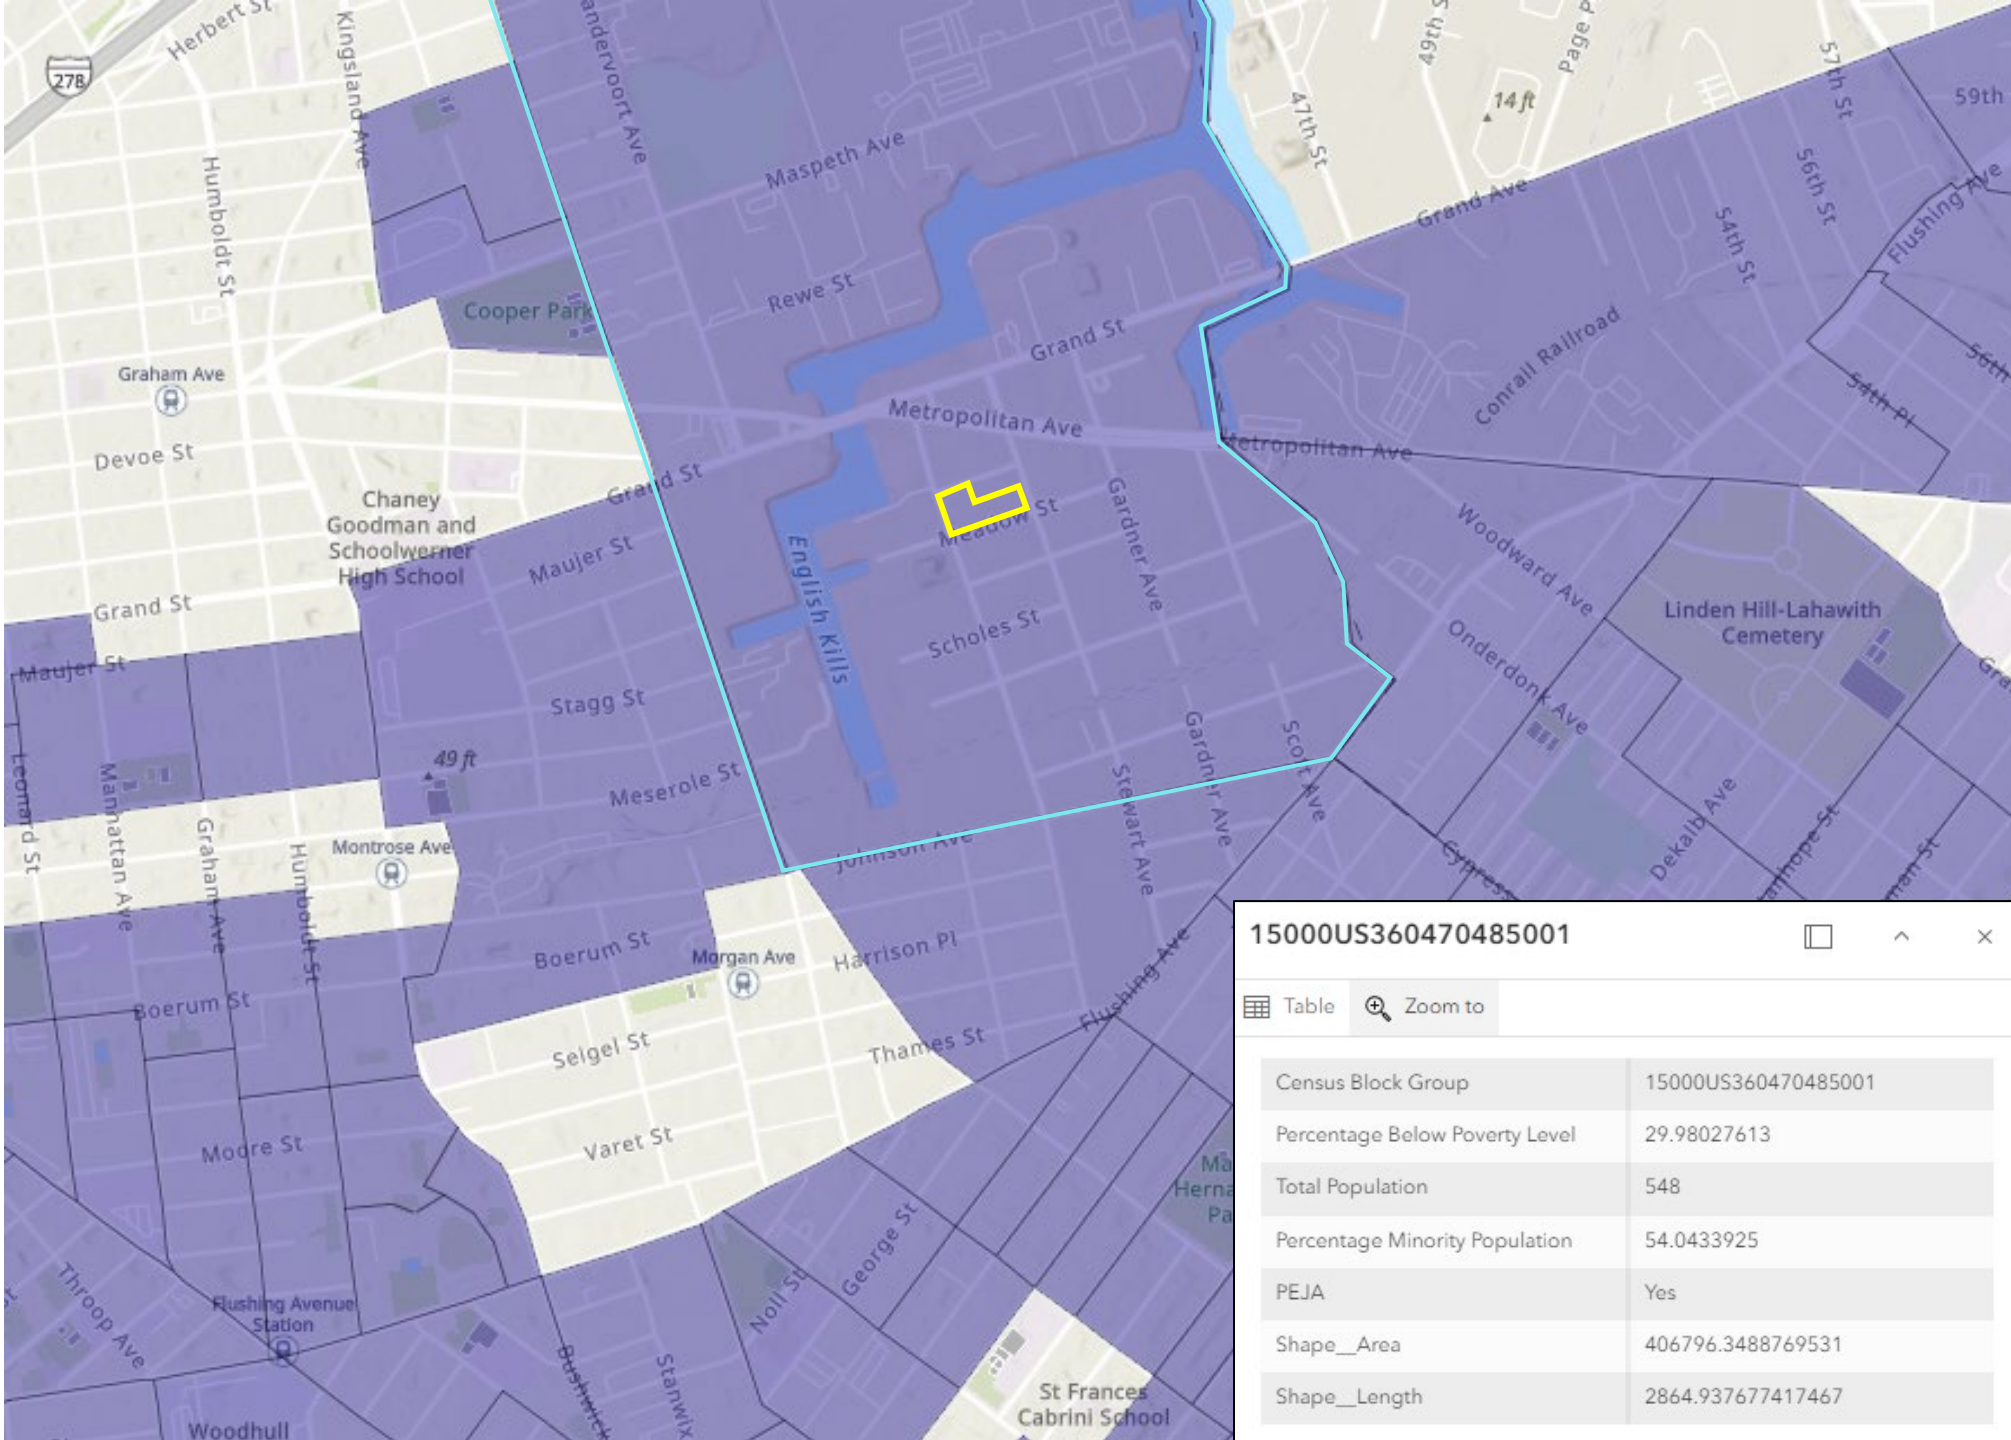 Herbert St
Kingsland Ave
49th S
Page P
57th St
278
14 ft
59th
47th St
Maspeth Ave
Humboldt St
56th St
Grand Ave
Flushing Ave
54th St
Rewe St
Cooper Park
Grand St
Conrail Railroad
56th
Graham Ave
54th Pl
Metropolitan Ave
Metropolitan Ave
Devoe St
Grand St
Chaney
Goodman and
Schoolwerner
High School
Meadow St
Gardner Ave
Woodward Ave
Maujer St
English Kills
Grand St
Linden Hill-Lahawith
Cemetery
Scholes St
Onderdonk Ave
Maujer St
Stagg St
49 ft
Leonard St
Manhattan Ave
Meserole St
Gardner Ave
Scott Ave
Stewart Ave
Graham Ave
Humboldt St
Montrose Ave
Johnson Ave
Cypress
Dekalb Ave
anhope St
man St
Boerum St
Morgan Ave
Harrison Pl
Flushing Ave
Boerum St
Seigel St
Thames St
Moore St
Varet St
Ma
Herna
Pa
Throop Ave
Flushing Avenue
Station
Noll St
George St
Bushwick
Stanwix
St Frances
Cabrini School
Woodhull
15000US360470485001
Table
Zoom to
Census Block Group 15000US360470485001
Percentage Below Poverty Level 29.98027613
Total Population 548
Percentage Minority Population 54.0433925
PEJA Yes
Shape__Area 406796.3488769531
Shape__Length 2864.937677417467